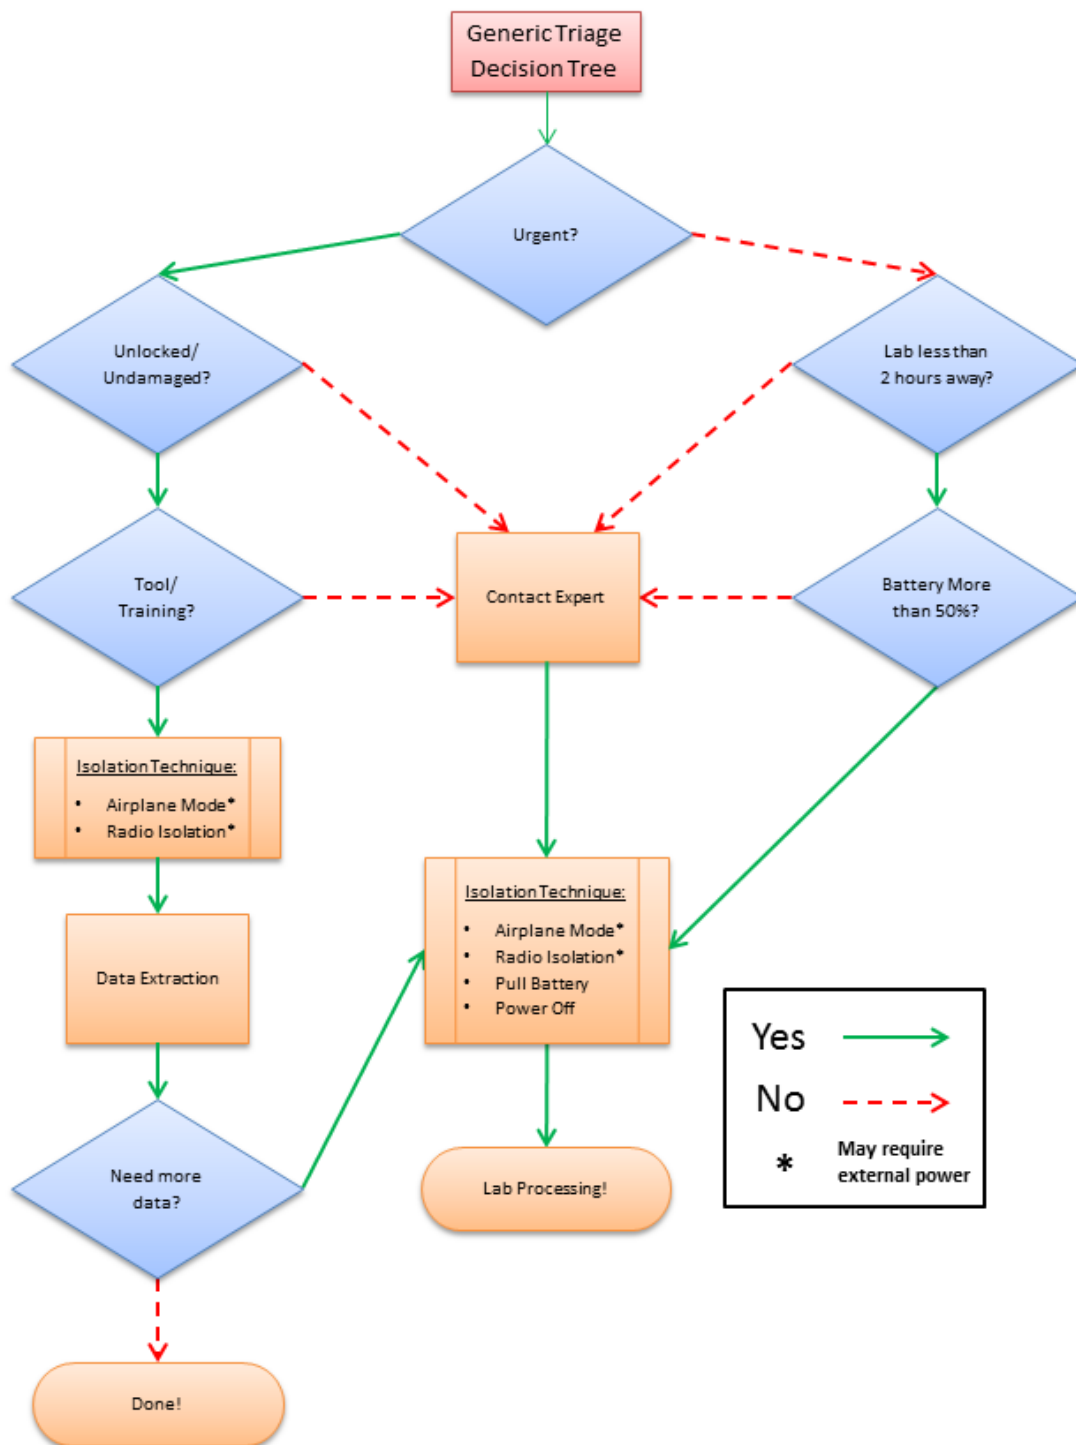 Generic Triage
Decision Tree
Urgent?
Unlocked/
Undamaged?
Lab less than
2 hours away?
Tool/
Training?
Contact Expert
Battery More
than 50%?
Isolation Technique:
• Airplane Mode*
• Radio Isolation*
Isolation Technique:
• Airplane Mode*
• Radio Isolation*
• Pull Battery
• Power Off
Data Extraction
Yes
No
* May require
external power
Need more
data?
Lab Processing!
Done!